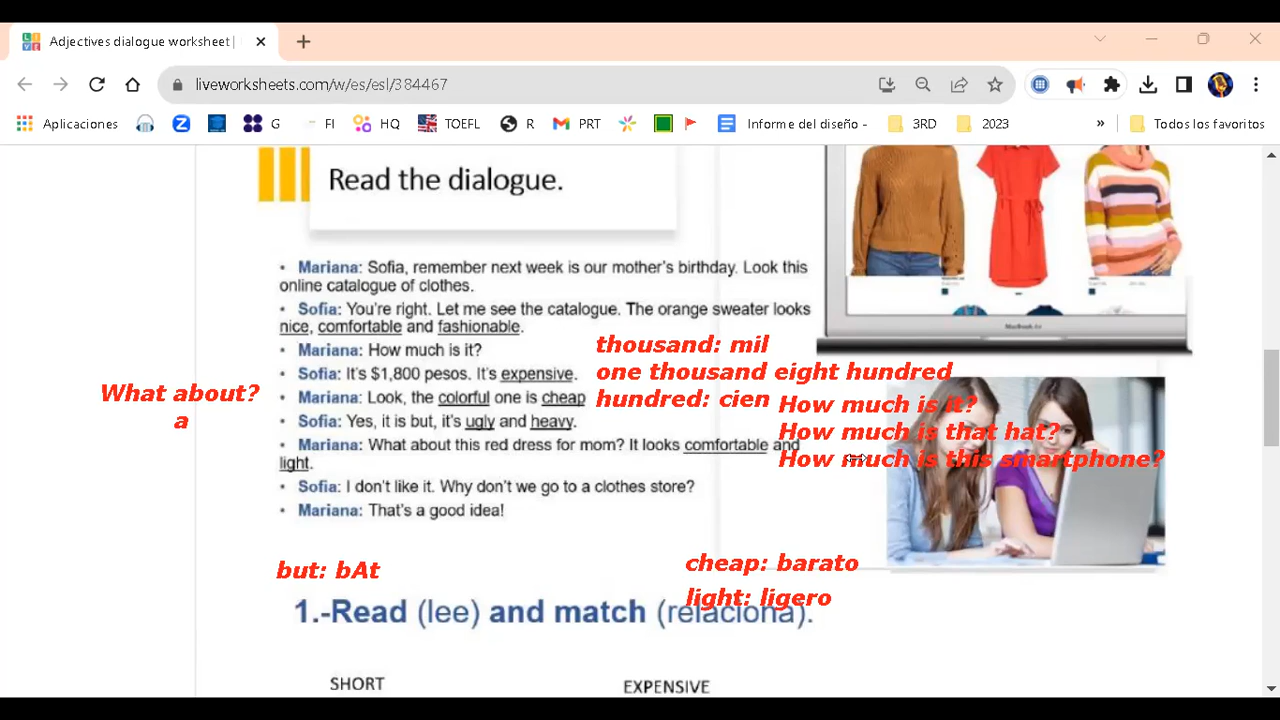 Adjectives dialogue worksheet |
liveworksheets.com/w/es/esl/384467
Aplicaciones G FI HQ TOEFL R PRT Informe del diseño - 3RD 2023 » Todos los favoritos
Read the dialogue.
• Mariana: Sofia, remember next week is our mother's birthday. Look this
online catalogue of clothes.
• Sofia: You're right. Let me see the catalogue. The orange sweater looks
nice, comfortable and fashionable.
• Mariana: How much is it?
• Sofia: It's $1,800 pesos. It's expensive.
• Mariana: Look, the colorful one is cheap
• Sofia: Yes, it is but, it's ugly and heavy.
• Mariana: What about this red dress for mom? It looks comfortable and
light.
• Sofia: I don't like it. Why don't we go to a clothes store?
• Mariana: That's a good idea!
What about?
a
thousand: mil
one thousand eight hundred
hundred: cien
How much is it?
How much is that hat?
How much is this smartphone?
MacBook Air
but: bAt
cheap: barato
light: ligero
1.-Read (lee) and match (relaciona).
SHORT
EXPENSIVE